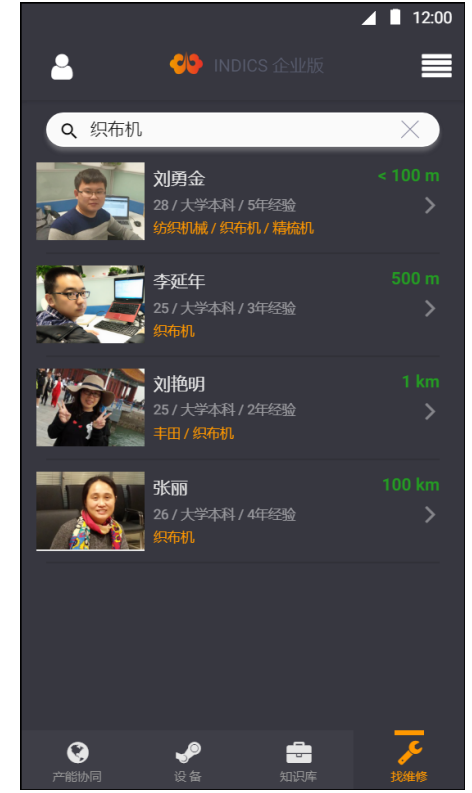 12:00
INDICS 企业版
织布机
刘勇金
< 100 m
28 / 大学本科 / 5年经验
纺织机械 / 织布机 / 精梳机
李延年
500 m
25 / 大学本科 / 3年经验
织布机
刘艳明
1 km
25 / 大学本科 / 2年经验
丰田 / 织布机
张丽
100 km
26 / 大学本科 / 4年经验
织布机
产能协同
设备
知识库
找维修